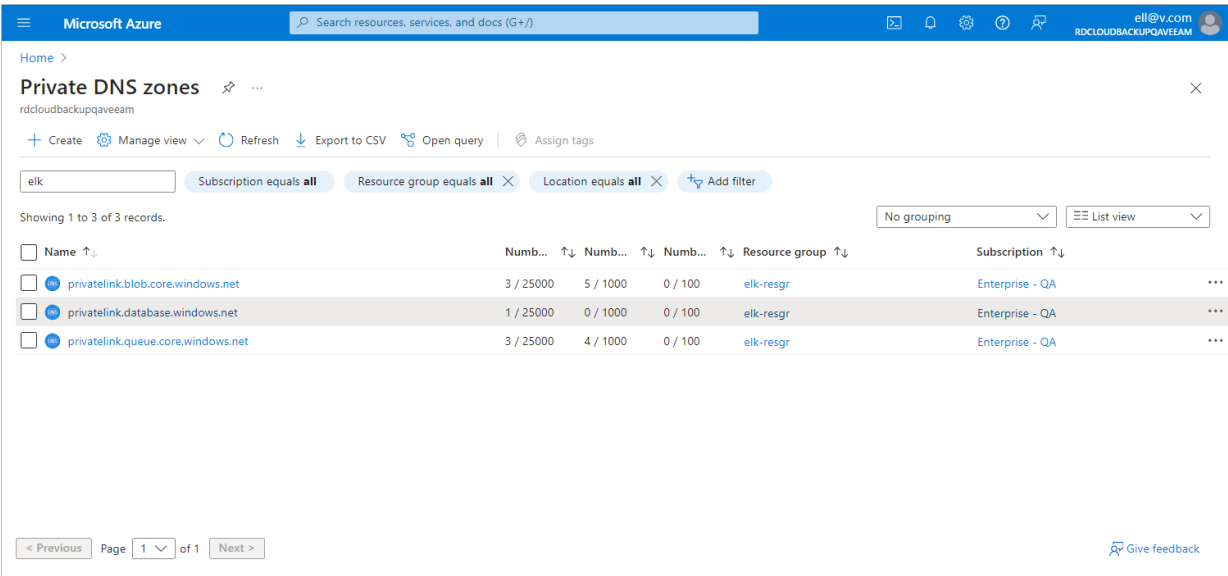 Microsoft Azure
Search resources, services, and docs (G+/)
ell@v.com
RDCLOUDBACKUPQAVEEAM
Home >
Private DNS zones
rdcloudbackupqaveeam
Create Manage view Refresh Export to CSV Open query Assign tags
elk Subscription equals all Resource group equals all Location equals all Add filter
Showing 1 to 3 of 3 records. No grouping List view
Name Numb... Numb... Numb... Resource group Subscription
DNS privatelink.blob.core.windows.net 3 / 25000 5 / 1000 0 / 100 elk-resgr Enterprise - QA
DNS privatelink.database.windows.net 1 / 25000 0 / 1000 0 / 100 elk-resgr Enterprise - QA
DNS privatelink.queue.core.windows.net 3 / 25000 4 / 1000 0 / 100 elk-resgr Enterprise - QA
< Previous Page 1 of 1 Next > Give feedback